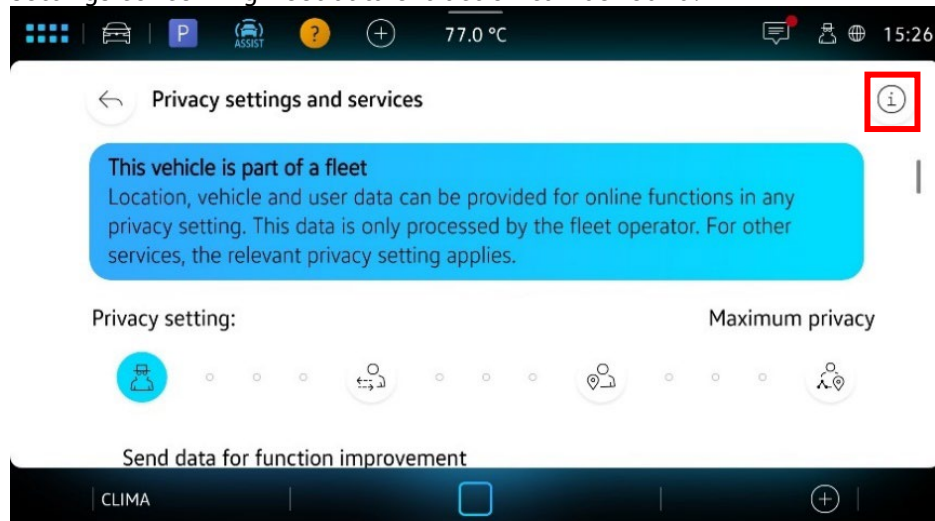 P ASSIST ? 77.0 °C 15:26
Privacy settings and services
i
This vehicle is part of a fleet
Location, vehicle and user data can be provided for online functions in any
privacy setting. This data is only processed by the fleet operator. For other
services, the relevant privacy setting applies.
Privacy setting: Maximum privacy
Send data for function improvement
CLIMA